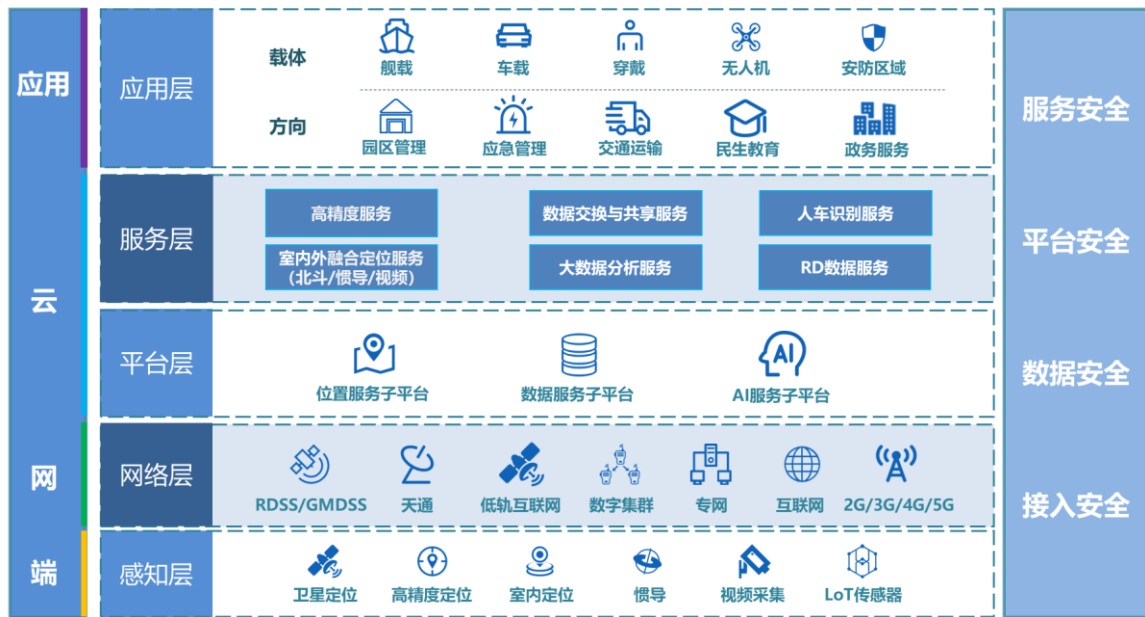 应用
应用层
载体
舰载
车载
穿戴
无人机
安防区域
方向
园区管理
应急管理
交通运输
民生教育
政务服务
云
服务层
高精度服务
数据交换与共享服务
人车识别服务
室内外融合定位服务
（北斗/惯导/视频）
大数据分析服务
RD数据服务
平台层
位置服务子平台
数据服务子平台
AI
AI服务子平台
网
网络层
RDSS/GMDSS
天通
低轨互联网
数字集群
专网
互联网
2G/3G/4G/5G
端
感知层
卫星定位
高精度定位
室内定位
惯导
视频采集
LoT传感器
服务安全
平台安全
数据安全
接入安全